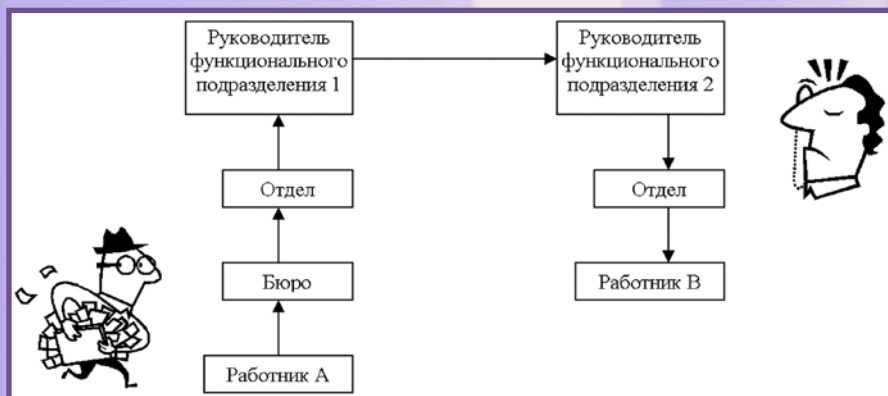 Руководитель
функционального
подразделения 1
Руководитель
функционального
подразделения 2
Отдел
Отдел
Бюро
Работник В
Работник А